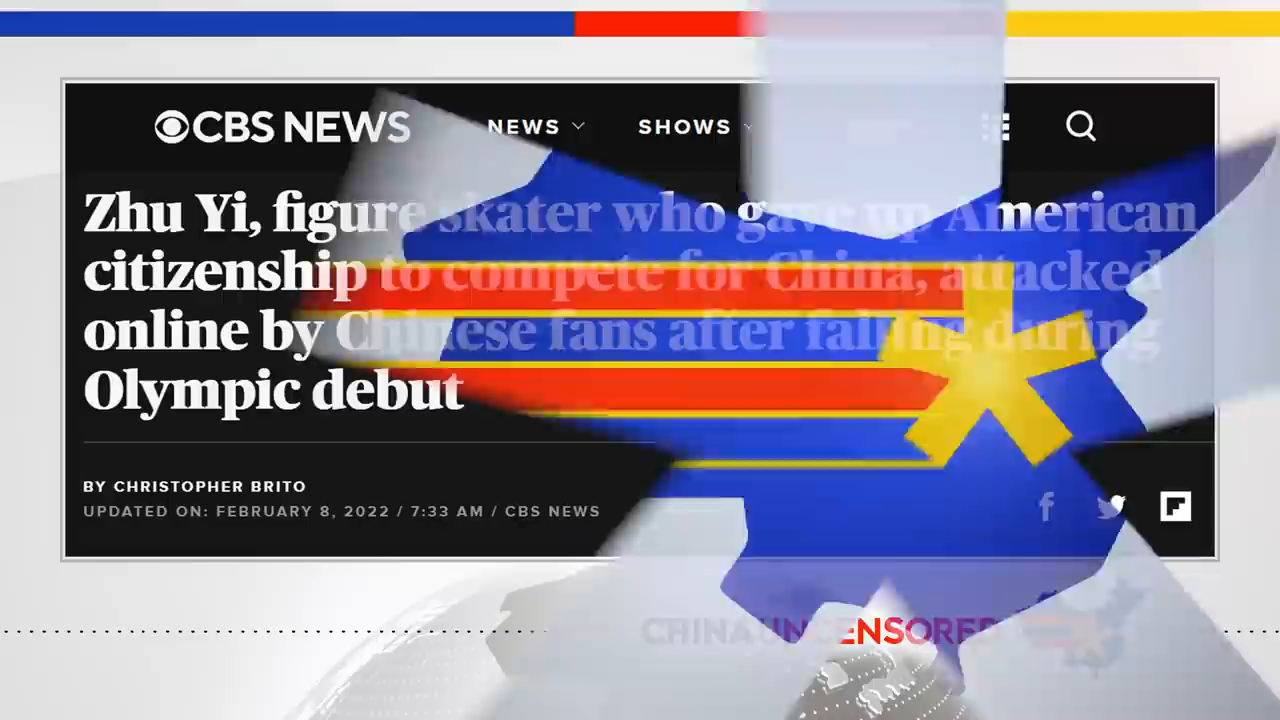 CBS NEWS NEWS SHOWS
Zhu Yi, figure skater who gave up American
citizenship to compete for China, attacked
online by Chinese fans after falling during
Olympic debut
BY CHRISTOPHER BRITO
UPDATED ON: FEBRUARY 8, 2022 / 7:33 AM / CBS NEWS
CHINA UNCENSORED